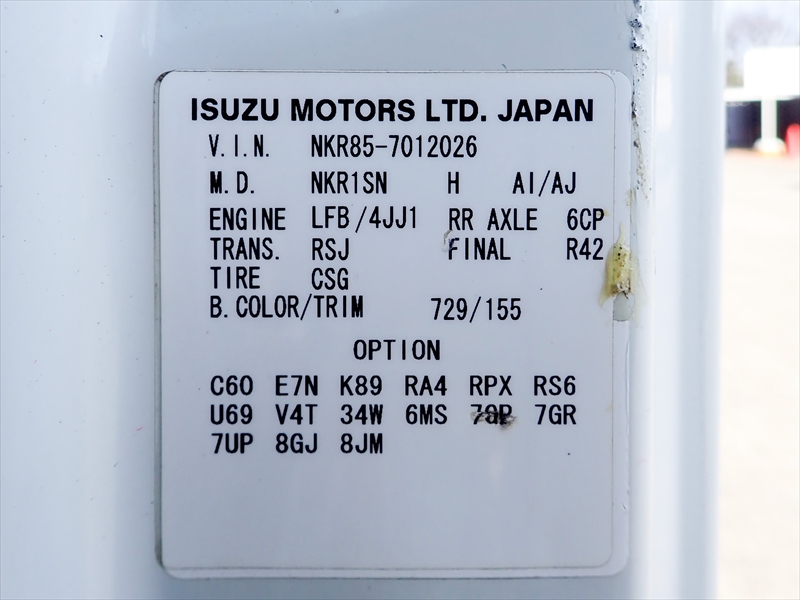 ISUZU MOTORS LTD. JAPAN
V.I.N. NKR85-7012026
M.D. NKR1SN H AI/AJ
ENGINE LFB/4JJ1 RR AXLE 6CP
TRANS. RSJ FINAL R42
TIRE CSG
B.COLOR/TRIM 729/155
OPTION
C60 E7N K89 RA4 RPX RS6
U69 V4T 34W 6MS 7GR
7UP 8GJ 8JM